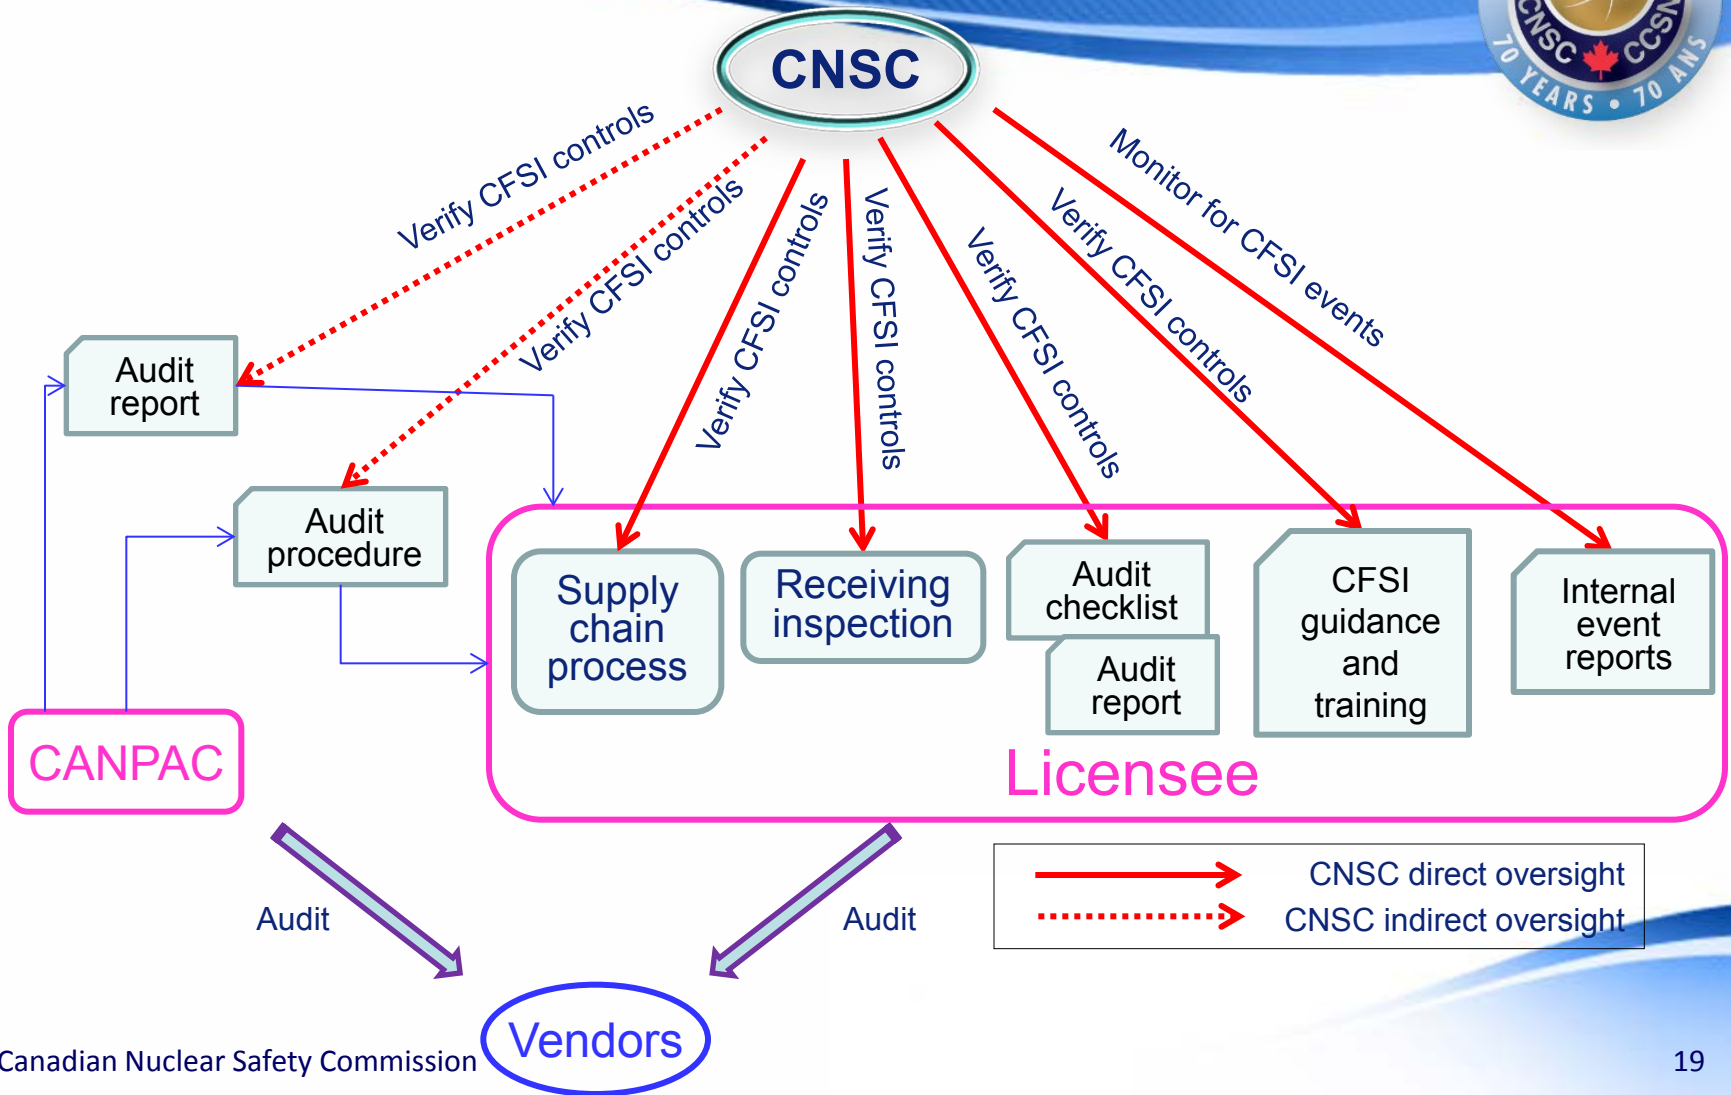 CNSC
CNSC CCSN
70 YEARS • 70 ANS
Verify CFSI controls
Verify CFSI controls
Verify CFSI controls
Verify CFSI controls
Verify CFSI controls
Verify CFSI controls
Monitor for CFSI events
Audit
report
Audit
procedure
Supply
chain
process
Receiving
inspection
Audit
checklist
Audit
report
CFSI
guidance
and
training
Internal
event
reports
CANPAC
Licensee
Audit
Audit
CNSC direct oversight
CNSC indirect oversight
Vendors
Canadian Nuclear Safety Commission
19